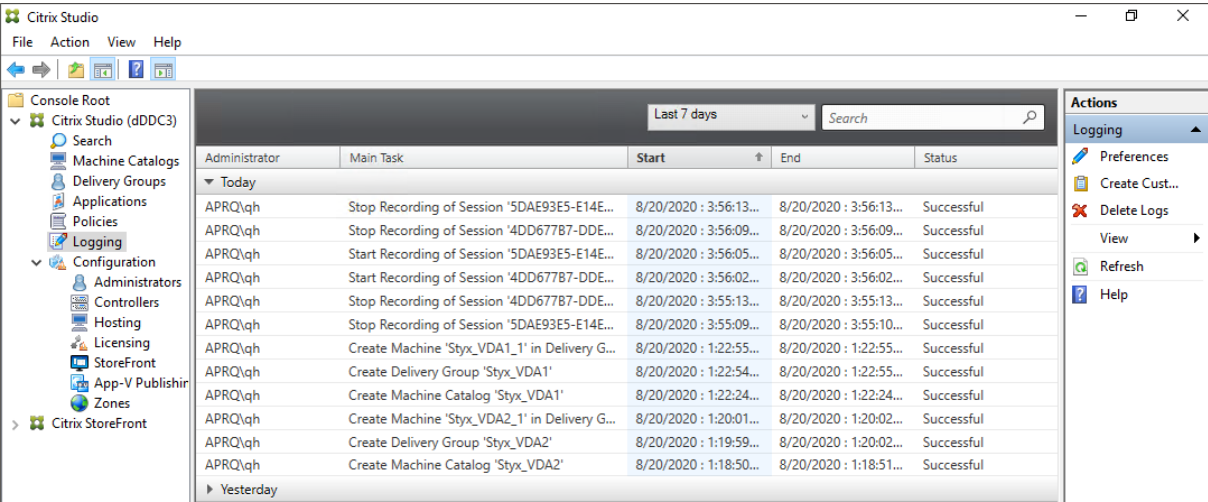 Citrix Studio
File Action View Help
Console Root
Citrix Studio (dDDC3)
Search
Machine Catalogs
Delivery Groups
Applications
Policies
Logging
Configuration
Administrators
Controllers
Hosting
Licensing
StoreFront
App-V Publishin
Zones
Citrix StoreFront
Last 7 days
Search
Administrator Main Task Start End Status
Today
APRQ\qh Stop Recording of Session '5DAE93E5-E14E... 8/20/2020 : 3:56:13... 8/20/2020 : 3:56:13... Successful
APRQ\qh Stop Recording of Session '4DD677B7-DDE... 8/20/2020 : 3:56:09... 8/20/2020 : 3:56:09... Successful
APRQ\qh Start Recording of Session '5DAE93E5-E14E... 8/20/2020 : 3:56:05... 8/20/2020 : 3:56:05... Successful
APRQ\qh Start Recording of Session '4DD677B7-DDE... 8/20/2020 : 3:56:02... 8/20/2020 : 3:56:02... Successful
APRQ\qh Stop Recording of Session '4DD677B7-DDE... 8/20/2020 : 3:55:13... 8/20/2020 : 3:55:13... Successful
APRQ\qh Stop Recording of Session '5DAE93E5-E14E... 8/20/2020 : 3:55:09... 8/20/2020 : 3:55:10... Successful
APRQ\qh Create Machine 'Styx_VDA1_1' in Delivery G... 8/20/2020 : 1:22:55... 8/20/2020 : 1:22:55... Successful
APRQ\qh Create Delivery Group 'Styx_VDA1' 8/20/2020 : 1:22:54... 8/20/2020 : 1:22:55... Successful
APRQ\qh Create Machine Catalog 'Styx_VDA1' 8/20/2020 : 1:22:24... 8/20/2020 : 1:22:24... Successful
APRQ\qh Create Machine 'Styx_VDA2_1' in Delivery G... 8/20/2020 : 1:20:01... 8/20/2020 : 1:20:02... Successful
APRQ\qh Create Delivery Group 'Styx_VDA2' 8/20/2020 : 1:19:59... 8/20/2020 : 1:20:02... Successful
APRQ\qh Create Machine Catalog 'Styx_VDA2' 8/20/2020 : 1:18:50... 8/20/2020 : 1:18:51... Successful
Yesterday
Actions
Logging
Preferences
Create Cust...
Delete Logs
View
Refresh
Help